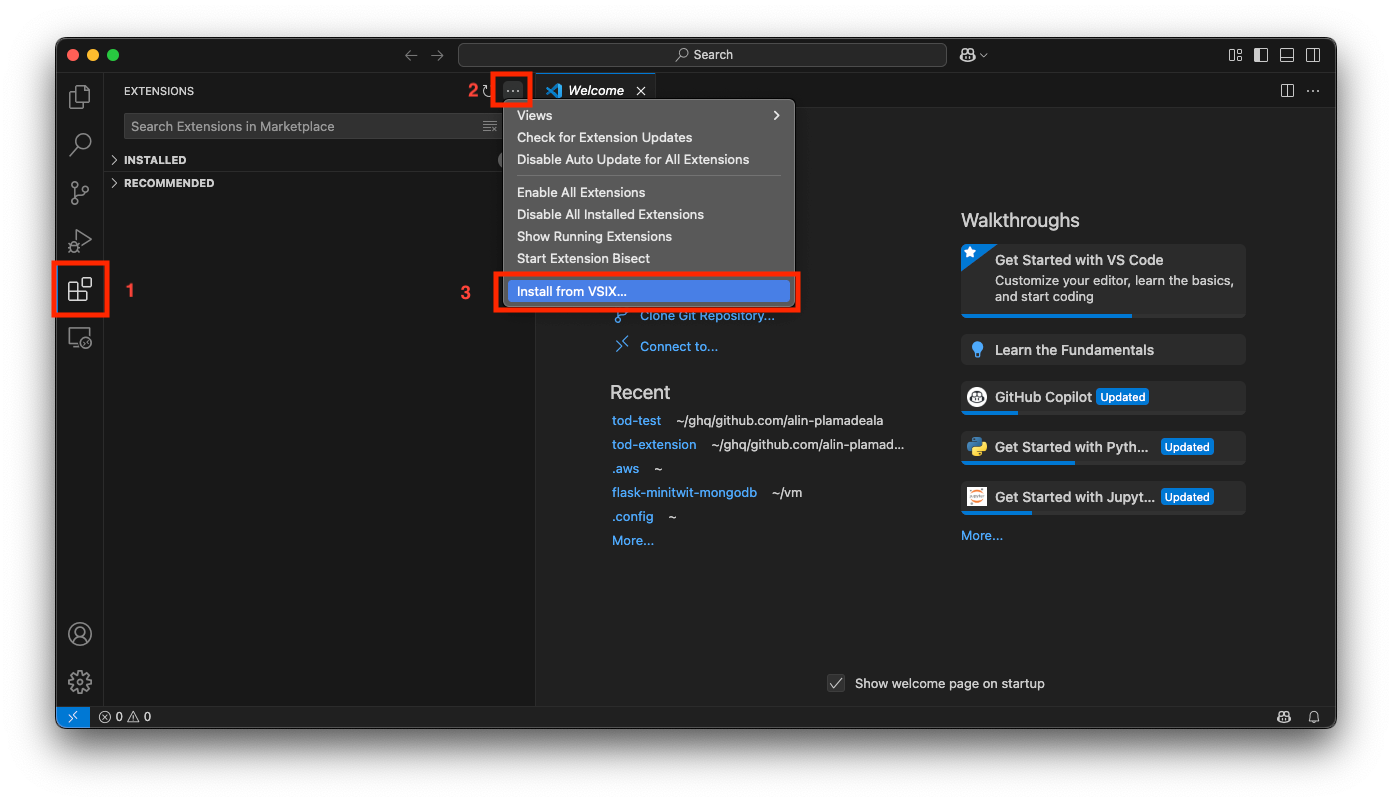 Search
EXTENSIONS
2
Welcome
Search Extensions in Marketplace
INSTALLED
RECOMMENDED
1
Views
Check for Extension Updates
Disable Auto Update for All Extensions
Enable All Extensions
Disable All Installed Extensions
Show Running Extensions
Start Extension Bisect
3
Install from VSIX...
Clone Git Repository...
Connect to...
Recent
tod-test ~/ghq/github.com/alin-plamadeala
tod-extension ~/ghq/github.com/alin-plamad...
.aws ~
flask-minitwit-mongodb ~/vm
.config ~
More...
Walkthroughs
Get Started with VS Code
Customize your editor, learn the basics,
and start coding
Learn the Fundamentals
GitHub Copilot Updated
Get Started with Pyth... Updated
Get Started with Jupyt... Updated
More...
Show welcome page on startup
0 0